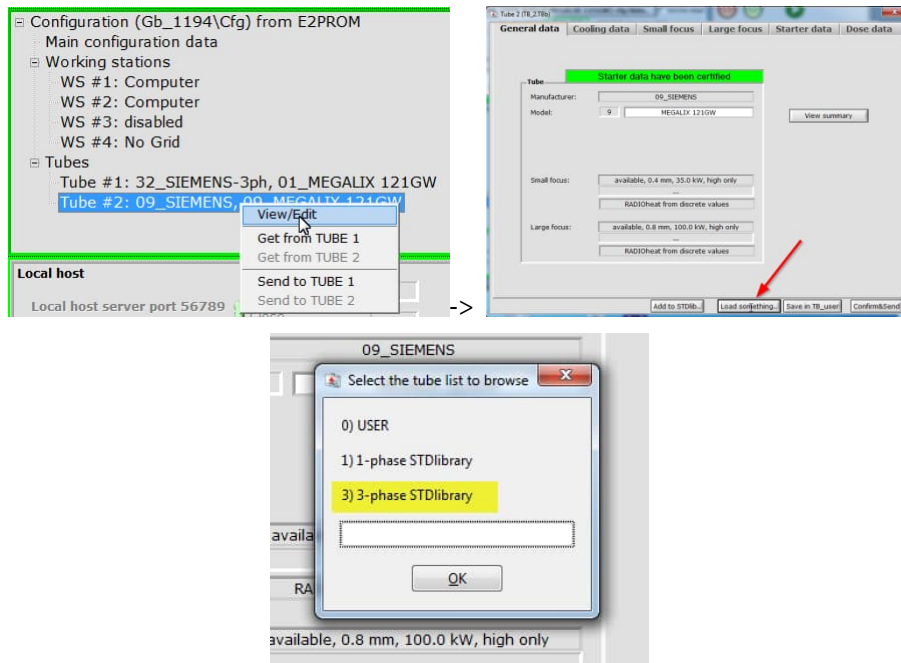 Configuration (Gb_1194\Cfg) from E2PROM
Main configuration data
Working stations
WS #1: Computer
WS #2: Computer
WS #3: disabled
WS #4: No Grid
Tubes
Tube #1: 32_SIEMENS-3ph, 01_MEGALIX 121GW
Tube #2: 09_SIEMENS, 09_MEGALIX 121GW
View/Edit
Get from TUBE 1
Get from TUBE 2
Send to TUBE 1
Send to TUBE 2
Local host
Local host server port 56789
->
Tube 2 (TB_2.TBb)
General data Cooling data Small focus Large focus Starter data Dose data
Starter data have been certified
Tube
Manufacturer: 09_SIEMENS
Model: 9 MEGALIX 121GW
View summary
Small focus: available, 0.4 mm, 35.0 kW, high only
---
RADIOheat from discrete values
Large focus: available, 0.8 mm, 100.0 kW, high only
---
RADIOheat from discrete values
Add to STDlib.. Load something.. Save in TB_user Confirm&Send
09_SIEMENS
Select the tube list to browse
0) USER
1) 1-phase STDlibrary
3) 3-phase STDlibrary
availa
OK
RA
available, 0.8 mm, 100.0 kW, high only